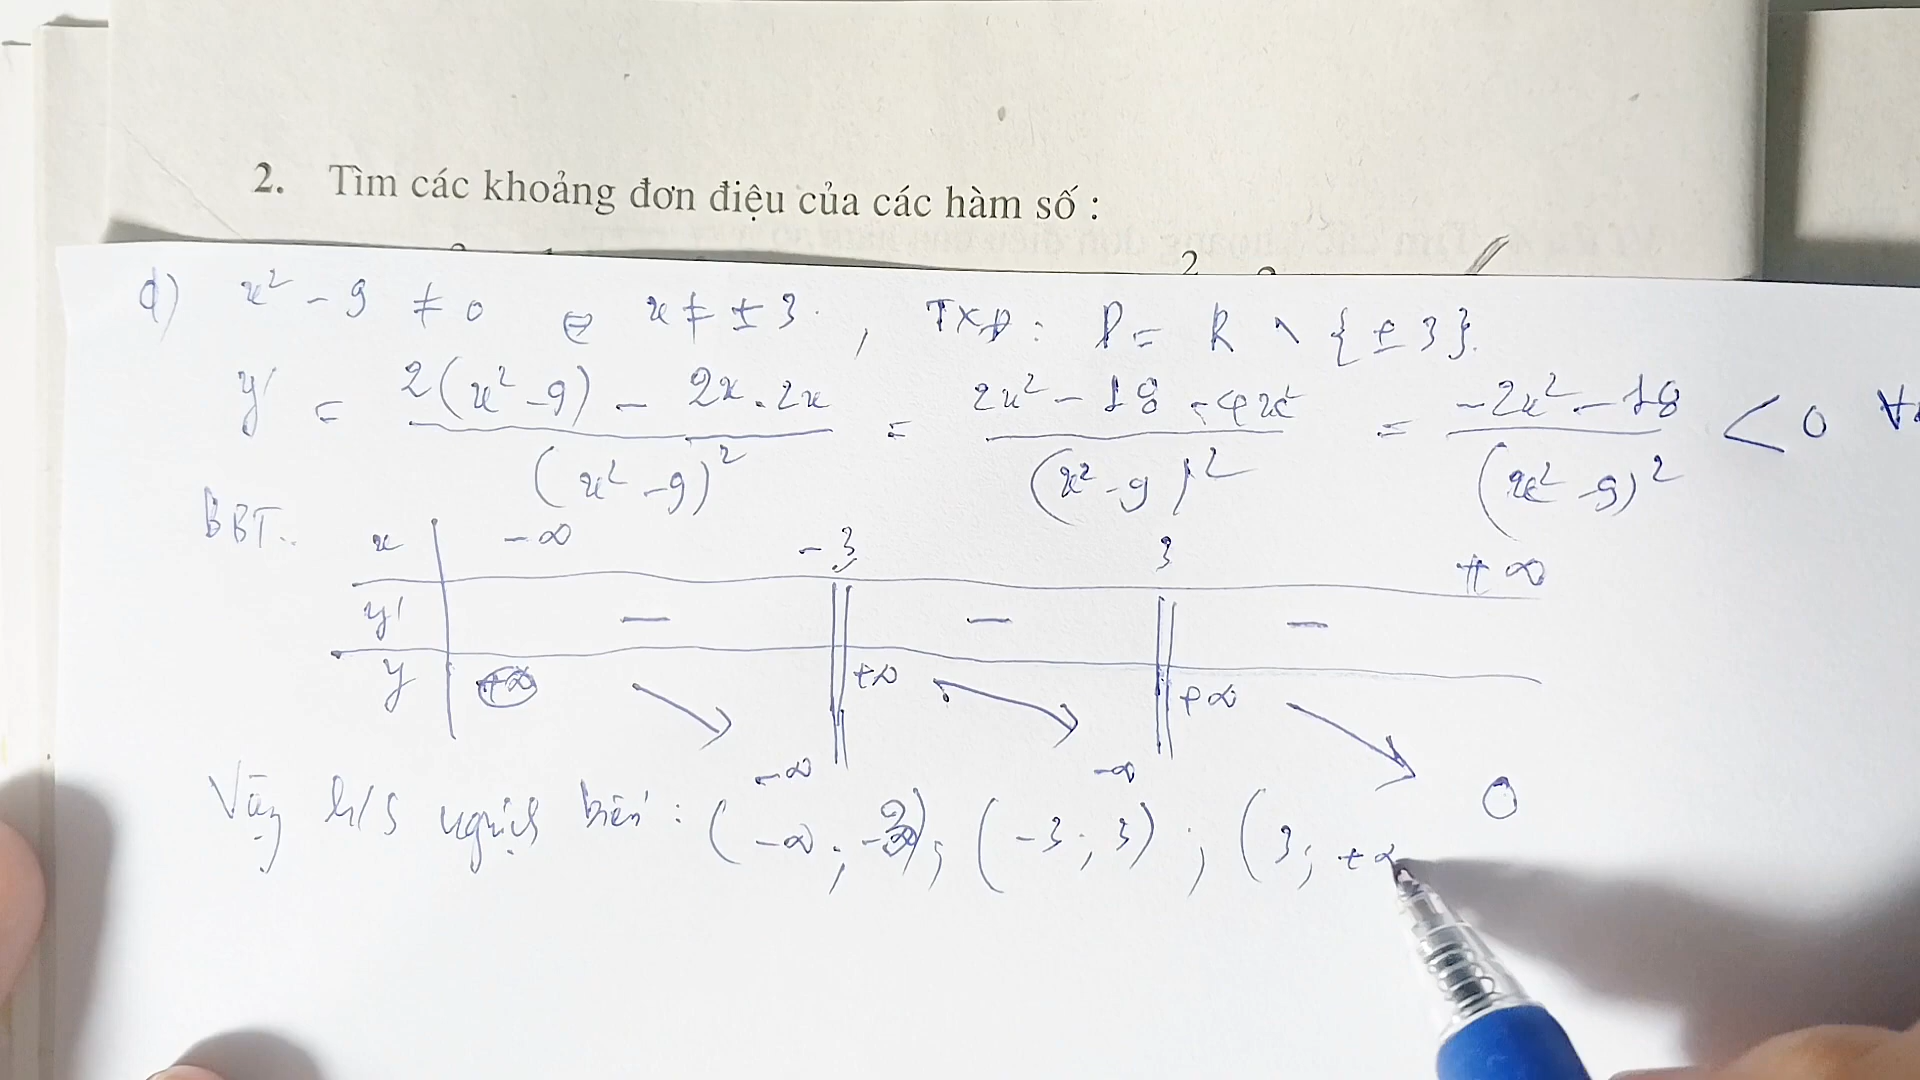 2. Tìm các khoảng đơn điệu của các hàm số :
d) x² - 9 ≠ 0 ⇔ x ≠ ± 3. , TXĐ: D = R \ {± 3}.
y' = (2(x² - 9) - 2x . 2x) / (x² - 9)² = (2x² - 18 - 4x²) / (x² - 9)² = (-2x² - 18) / (x² - 9)² < 0 ∀
BBT..
x -∞ -3 3 +∞
y' - || - || -
y || +∞ || +∞
-∞ -∞ 0
Vậy h/s nghịch biến : (-∞ ; -3) ; (-3 ; 3) ; (3 ; +∞